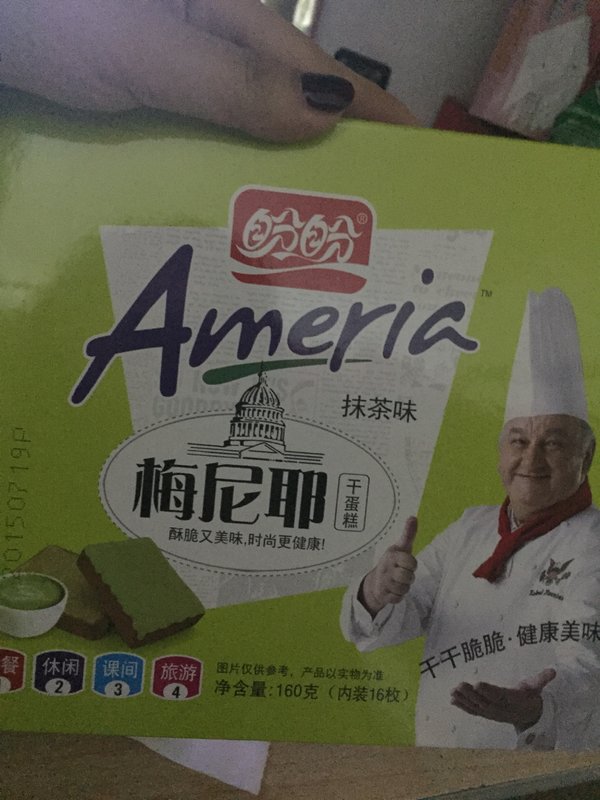 盼盼®
Ameria™
抹茶味
梅尼耶
干蛋糕
酥脆又美味,时尚更健康!
20150719P
干干脆脆·健康美味
餐 休闲 课间 旅游
1 2 3 4
图片仅供参考，产品以实物为准
净含量:160克（内装16枚）